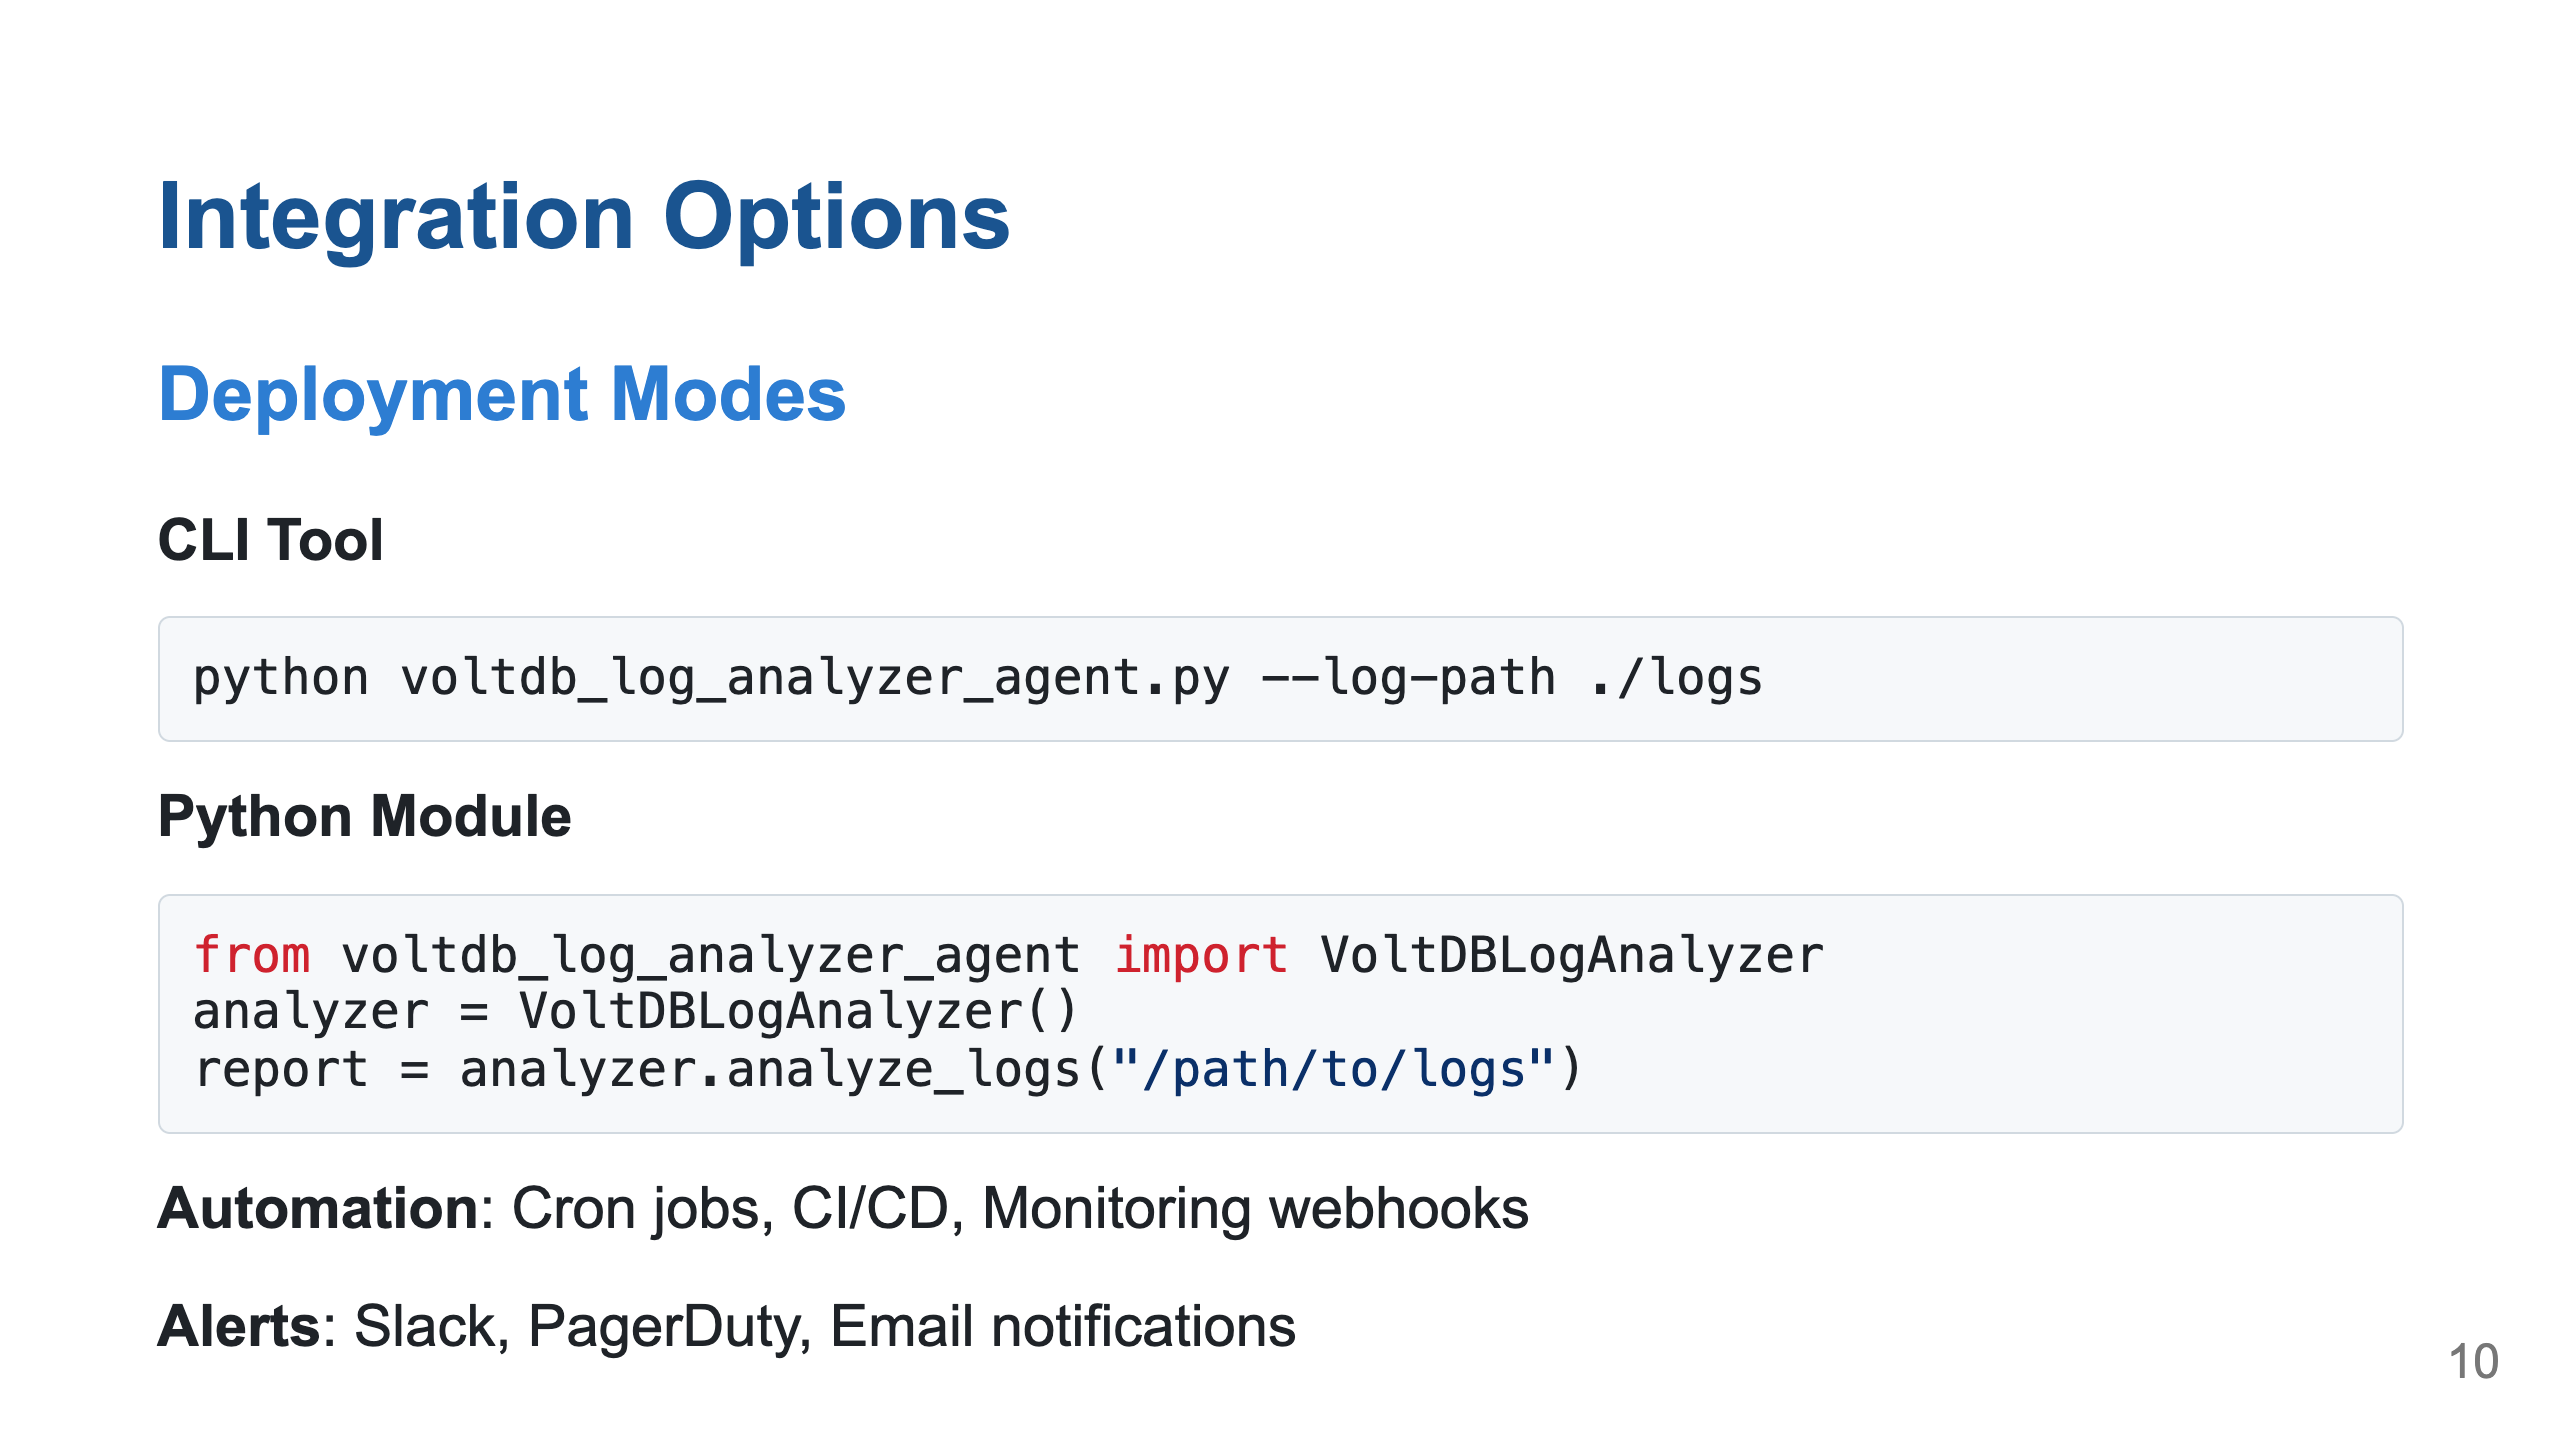 Integration Options
Deployment Modes
CLI Tool
python voltdb_log_analyzer_agent.py --log-path ./logs
Python Module
from voltdb_log_analyzer_agent import VoltDBLogAnalyzer
analyzer = VoltDBLogAnalyzer()
report = analyzer.analyze_logs("/path/to/logs")
Automation: Cron jobs, CI/CD, Monitoring webhooks
Alerts: Slack, PagerDuty, Email notifications
10